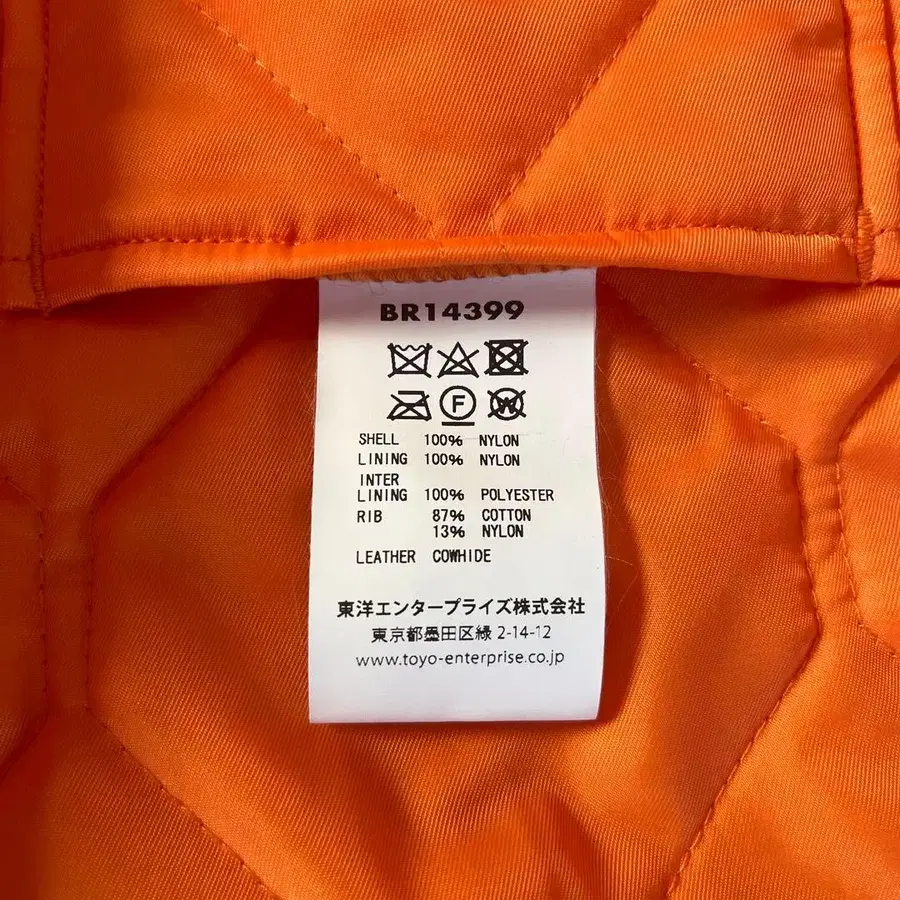 BR14399
F W
SHELL 100% NYLON
LINING 100% NYLON
INTER
LINING 100% POLYESTER
RIB 87% COTTON
13% NYLON
LEATHER COWHIDE
東洋エンタープライズ株式会社
東京都墨田区緑 2-14-12
www.toyo-enterprise.co.jp